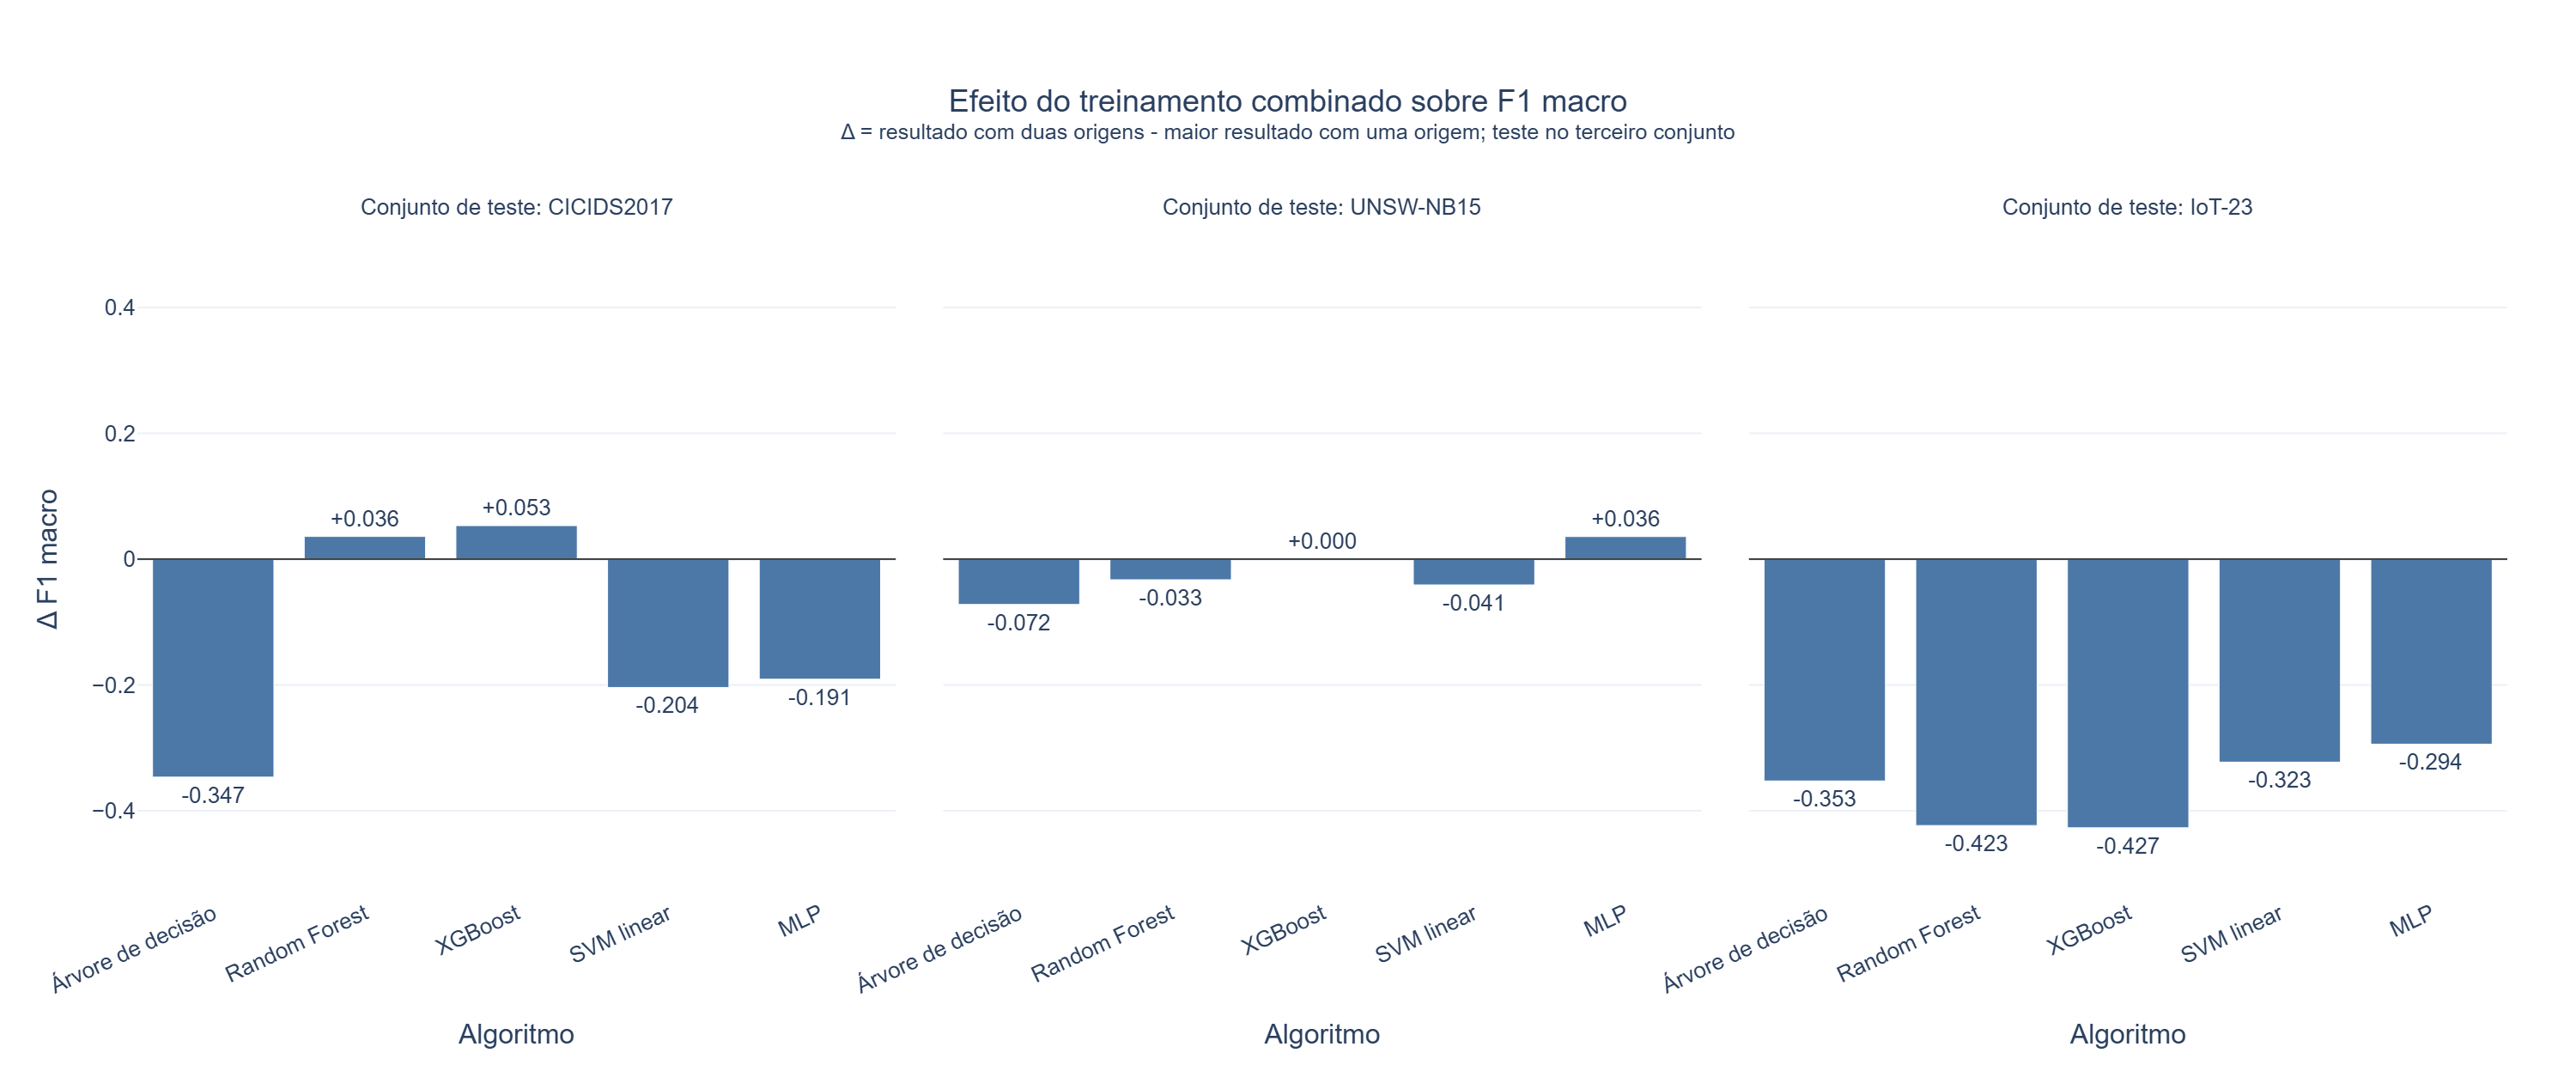 Efeito do treinamento combinado sobre F1 macro
Δ = resultado com duas origens - maior resultado com uma origem; teste no terceiro conjunto
Conjunto de teste: CICIDS2017
Conjunto de teste: UNSW-NB15
Conjunto de teste: IoT-23
Δ F1 macro
0.4
0.2
0
−0.2
−0.4
-0.347
+0.036
+0.053
-0.204
-0.191
-0.072
-0.033
+0.000
-0.041
+0.036
-0.353
-0.423
-0.427
-0.323
-0.294
Árvore de decisão
Random Forest
XGBoost
SVM linear
MLP
Árvore de decisão
Random Forest
XGBoost
SVM linear
MLP
Árvore de decisão
Random Forest
XGBoost
SVM linear
MLP
Algoritmo
Algoritmo
Algoritmo